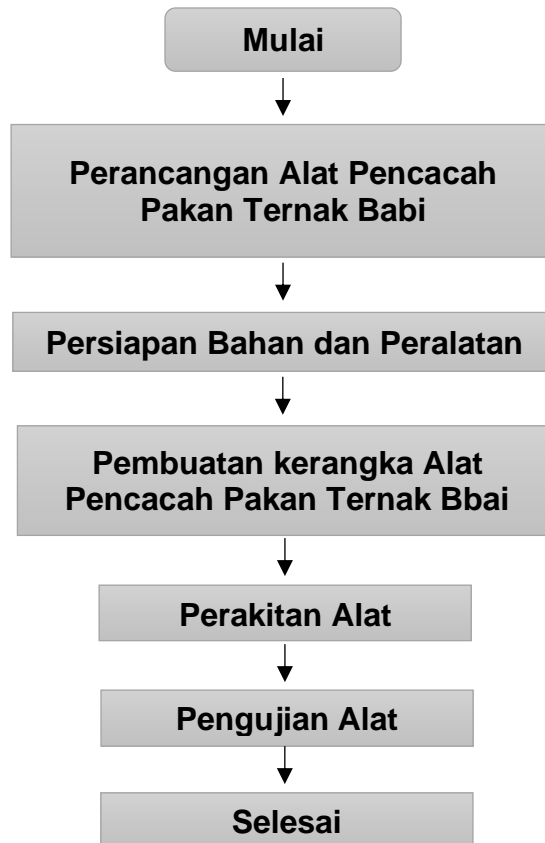 Mulai
Perancangan Alat Pencacah
Pakan Ternak Babi
Persiapan Bahan dan Peralatan
Pembuatan kerangka Alat
Pencacah Pakan Ternak Bbai
Perakitan Alat
Pengujian Alat
Selesai